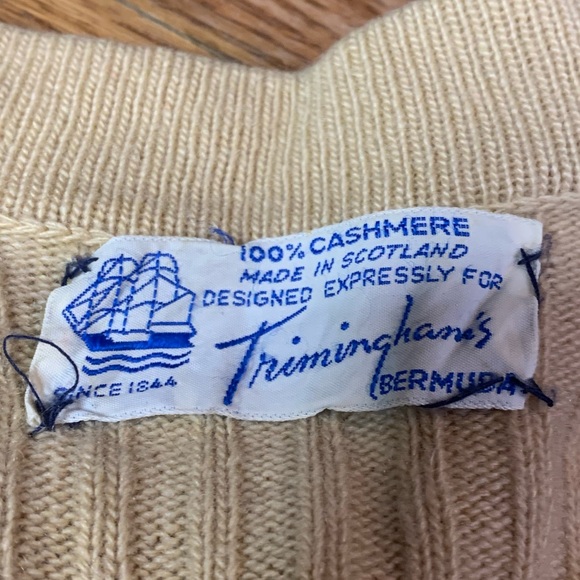 100% CASHMERE
MADE IN SCOTLAND
DESIGNED EXPRESSLY FOR
Trimingham's
BERMUDA
SINCE 1844